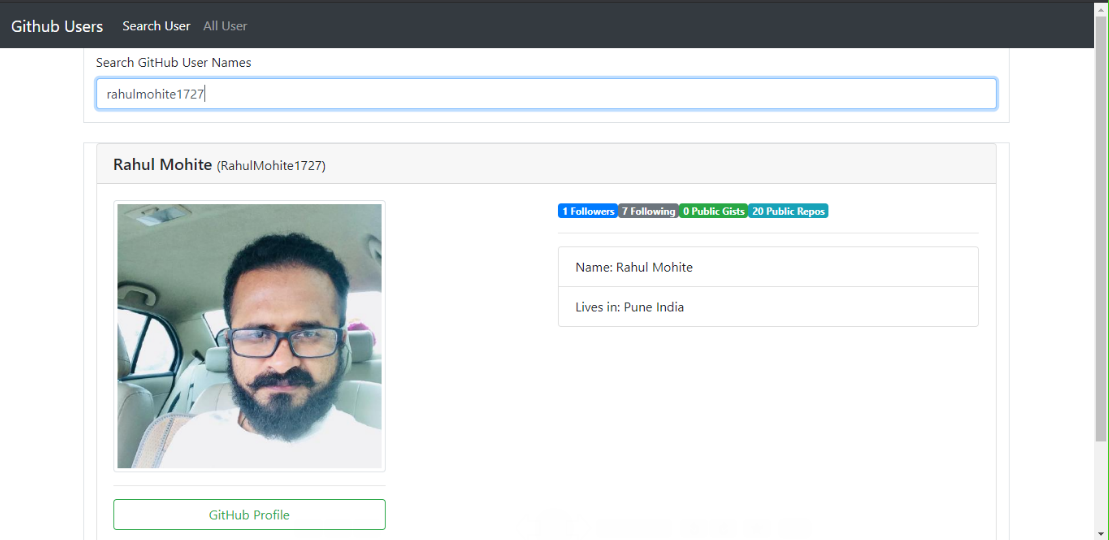 Github Users Search User All User
Search GitHub User Names
rahulmohite1727
Rahul Mohite (RahulMohite1727)
1 Followers 7 Following 0 Public Gists 20 Public Repos
Name: Rahul Mohite
Lives in: Pune India
GitHub Profile